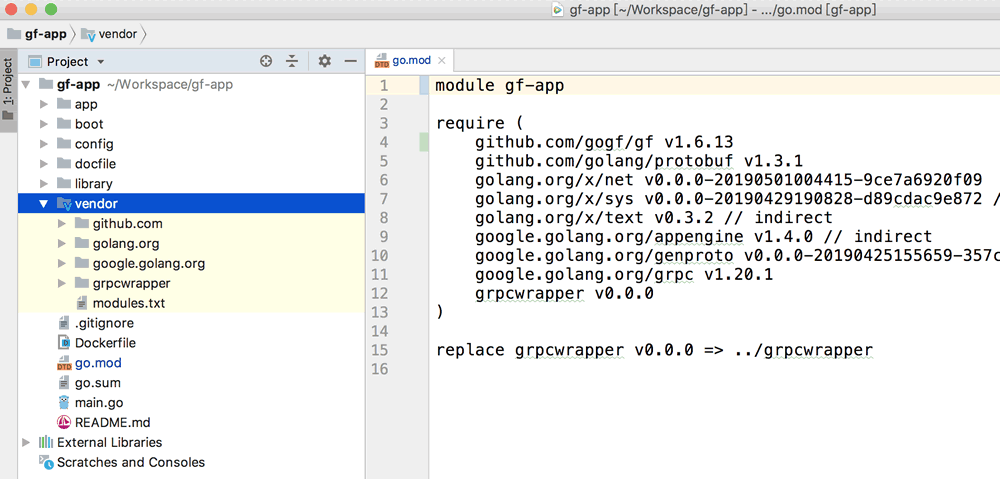 gf-app [~/Workspace/gf-app] - .../go.mod [gf-app]
gf-app
vendor
1: Project
Project
gf-app ~/Workspace/gf-app
app
boot
config
docfile
library
vendor
github.com
golang.org
google.golang.org
grpcwrapper
modules.txt
.gitignore
Dockerfile
go.mod
go.sum
main.go
README.md
External Libraries
Scratches and Consoles
go.mod
1 module gf-app
2
3 require (
4 github.com/gogf/gf v1.6.13
5 github.com/golang/protobuf v1.3.1
6 golang.org/x/net v0.0.0-20190501004415-9ce7a6920f09
7 golang.org/x/sys v0.0.0-20190429190828-d89cdac9e872 /
8 golang.org/x/text v0.3.2 // indirect
9 google.golang.org/appengine v1.4.0 // indirect
10 google.golang.org/genproto v0.0.0-20190425155659-357c
11 google.golang.org/grpc v1.20.1
12 grpcwrapper v0.0.0
13 )
14
15 replace grpcwrapper v0.0.0 => ../grpcwrapper
16